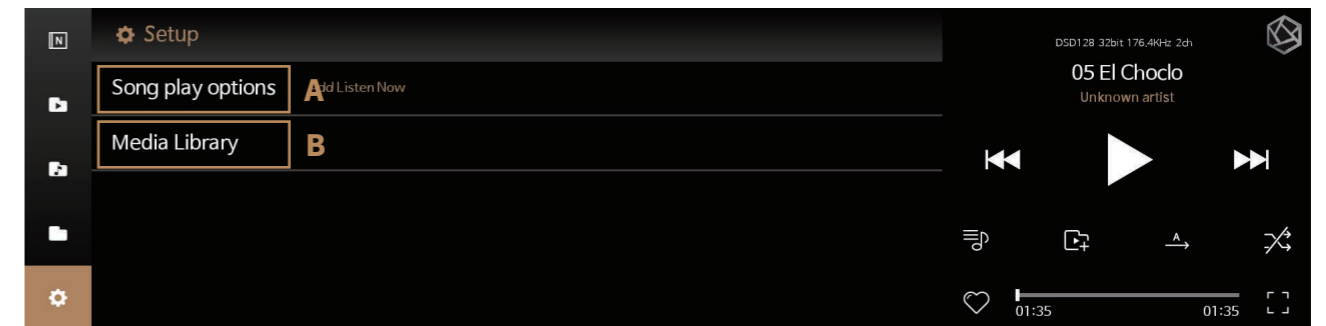 N
Setup
Song play options
A
Add Listen Now
Media Library
B
DSD128 32bit 176.4KHz 2ch
05 El Choclo
Unknown artist
A
01:35
01:35